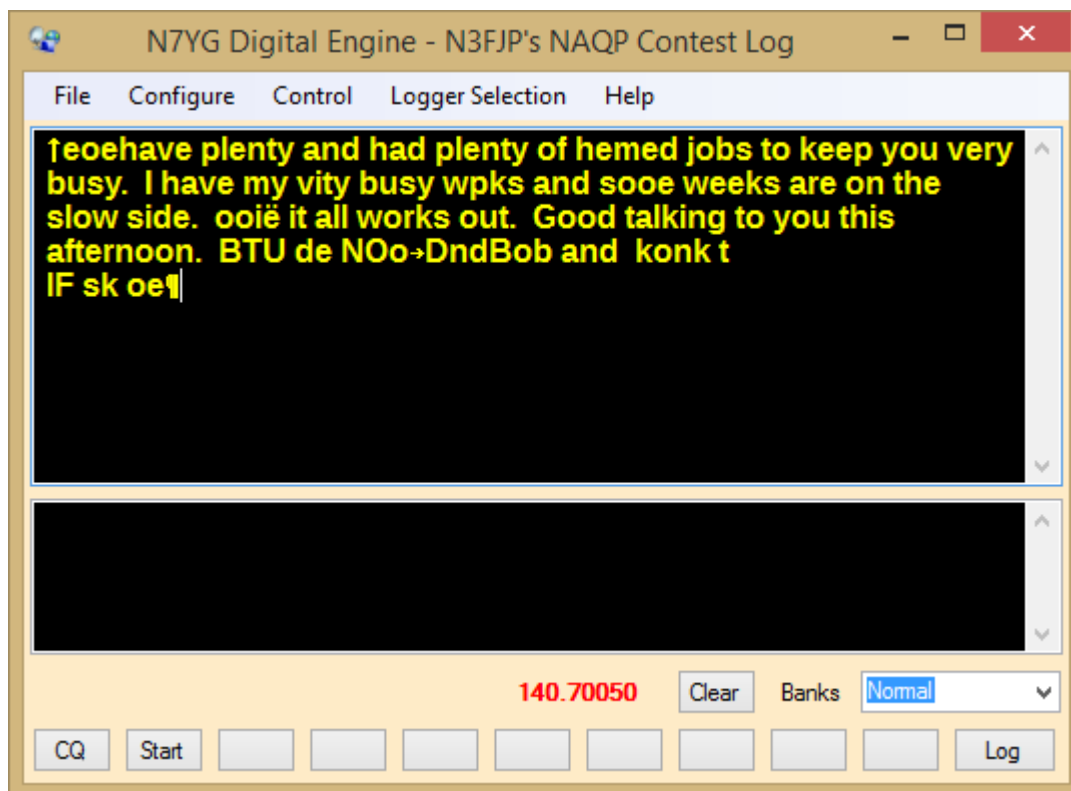 N7YG Digital Engine - N3FJP's NAQP Contest Log
File Configure Control Logger Selection Help
↑eoehave plenty and had plenty of hemed jobs to keep you very
busy.  I have my vity busy wpks and sooe weeks are on the
slow side.  ooië it all works out.  Good talking to you this
afternoon.  BTU de NOo→DndBob and  konk t
lF sk oe¶
140.70050 Clear Banks Normal
CQ Start Log